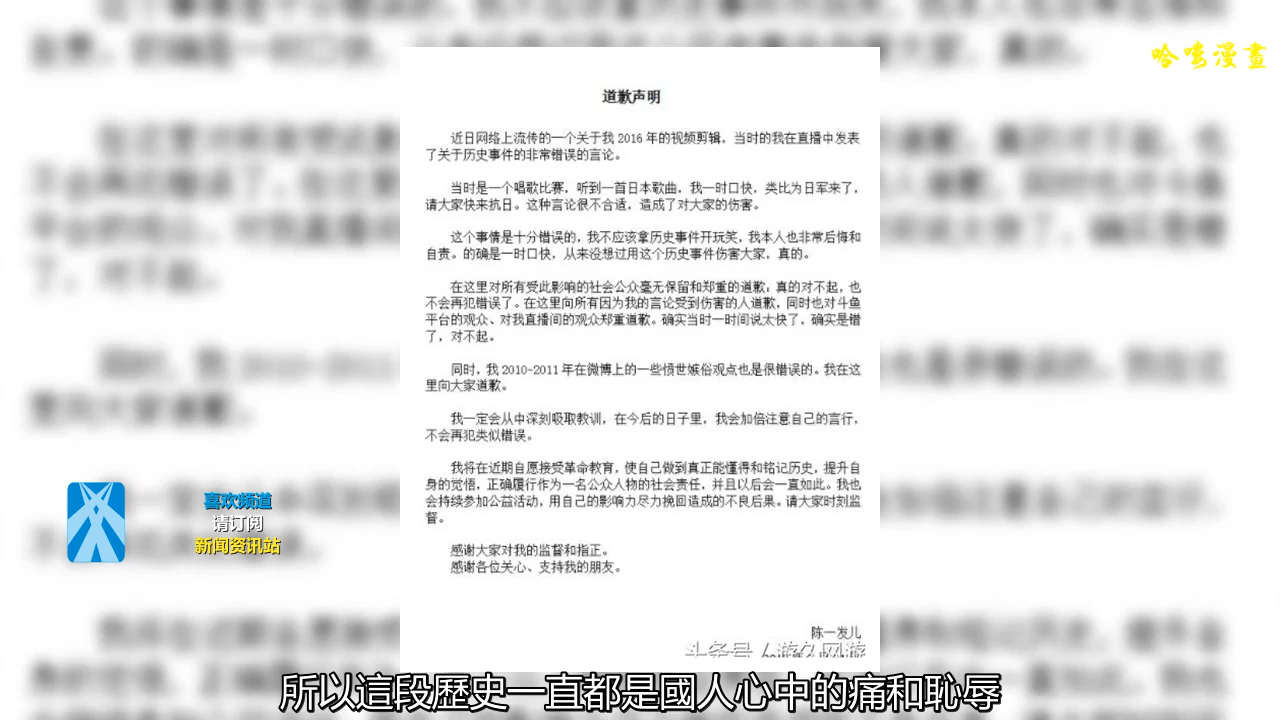 哈嘍漫畫
道歉声明
近日网络上流传的一个关于我 2016 年的视频剪辑，当时的我在直播中发表
了关于历史事件的非常错误的言论。
当时是一个唱歌比赛，听到一首日本歌曲，我一时口快，类比为日军来了，
请大家快来抗日。这种言论很不合适，造成了对大家的伤害。
这个事情是十分错误的，我不应该拿历史事件开玩笑，我本人也非常后悔和
自责。的确是一时口快，从来没想过用这个历史事件伤害大家，真的。
在这里对所有受此影响的社会公众毫无保留和郑重的道歉：真的对不起，也
不会再犯错误了。在这里向所有因为我的言论受到伤害的人道歉，同时也对斗鱼
平台的观众、对我直播间的观众郑重道歉。确实当时一时间说太快了，确实是错
了，对不起。
同时，我 2010-2011 年在微博上的一些愤世嫉俗观点也是很错误的。我在这
里向大家道歉。
我一定会从中深刻吸取教训，在今后的日子里，我会加倍注意自己的言行，
不会再犯类似错误。
我将在近期自愿接受革命教育，使自己做到真正能懂得和铭记历史，提升自
身的觉悟，正确履行作为一名公众人物的社会责任，并且以后会一直如此。我也
会持续参加公益活动，用自己的影响力尽力挽回造成的不良后果。请大家时刻监
督。
感谢大家对我的监督和指正。
感谢各位关心、支持我的朋友。
陈一发儿
头条号 / 游久网游
喜欢频道
请订阅
新闻资讯站
所以這段歷史一直都是國人心中的痛和恥辱